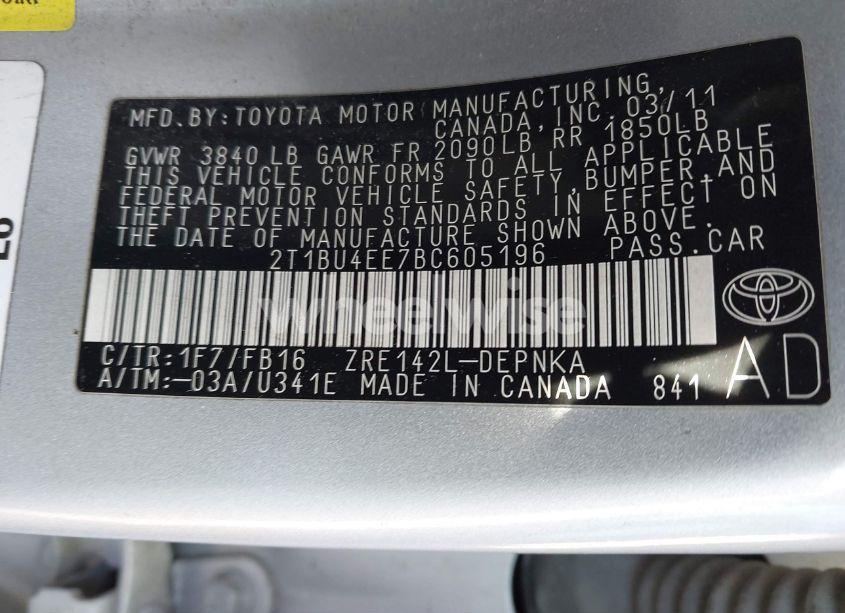 MFD. BY: TOYOTA MOTOR MANUFACTURING,
CANADA, INC. 03/11
GVWR 3840 LB GAWR FR 2090LB RR 1850LB
THIS VEHICLE CONFORMS TO ALL APPLICABLE
FEDERAL MOTOR VEHICLE SAFETY, BUMPER, AND
THEFT PREVENTION STANDARDS IN EFFECT ON
THE DATE OF MANUFACTURE SHOWN ABOVE.
2T1BU4EE7BC605196 PASS.CAR
wheelwise
C/TR: 1F7/FB16 ZRE142L-DEPNKA
A/TM: -03A/U341E MADE IN CANADA 841 AD